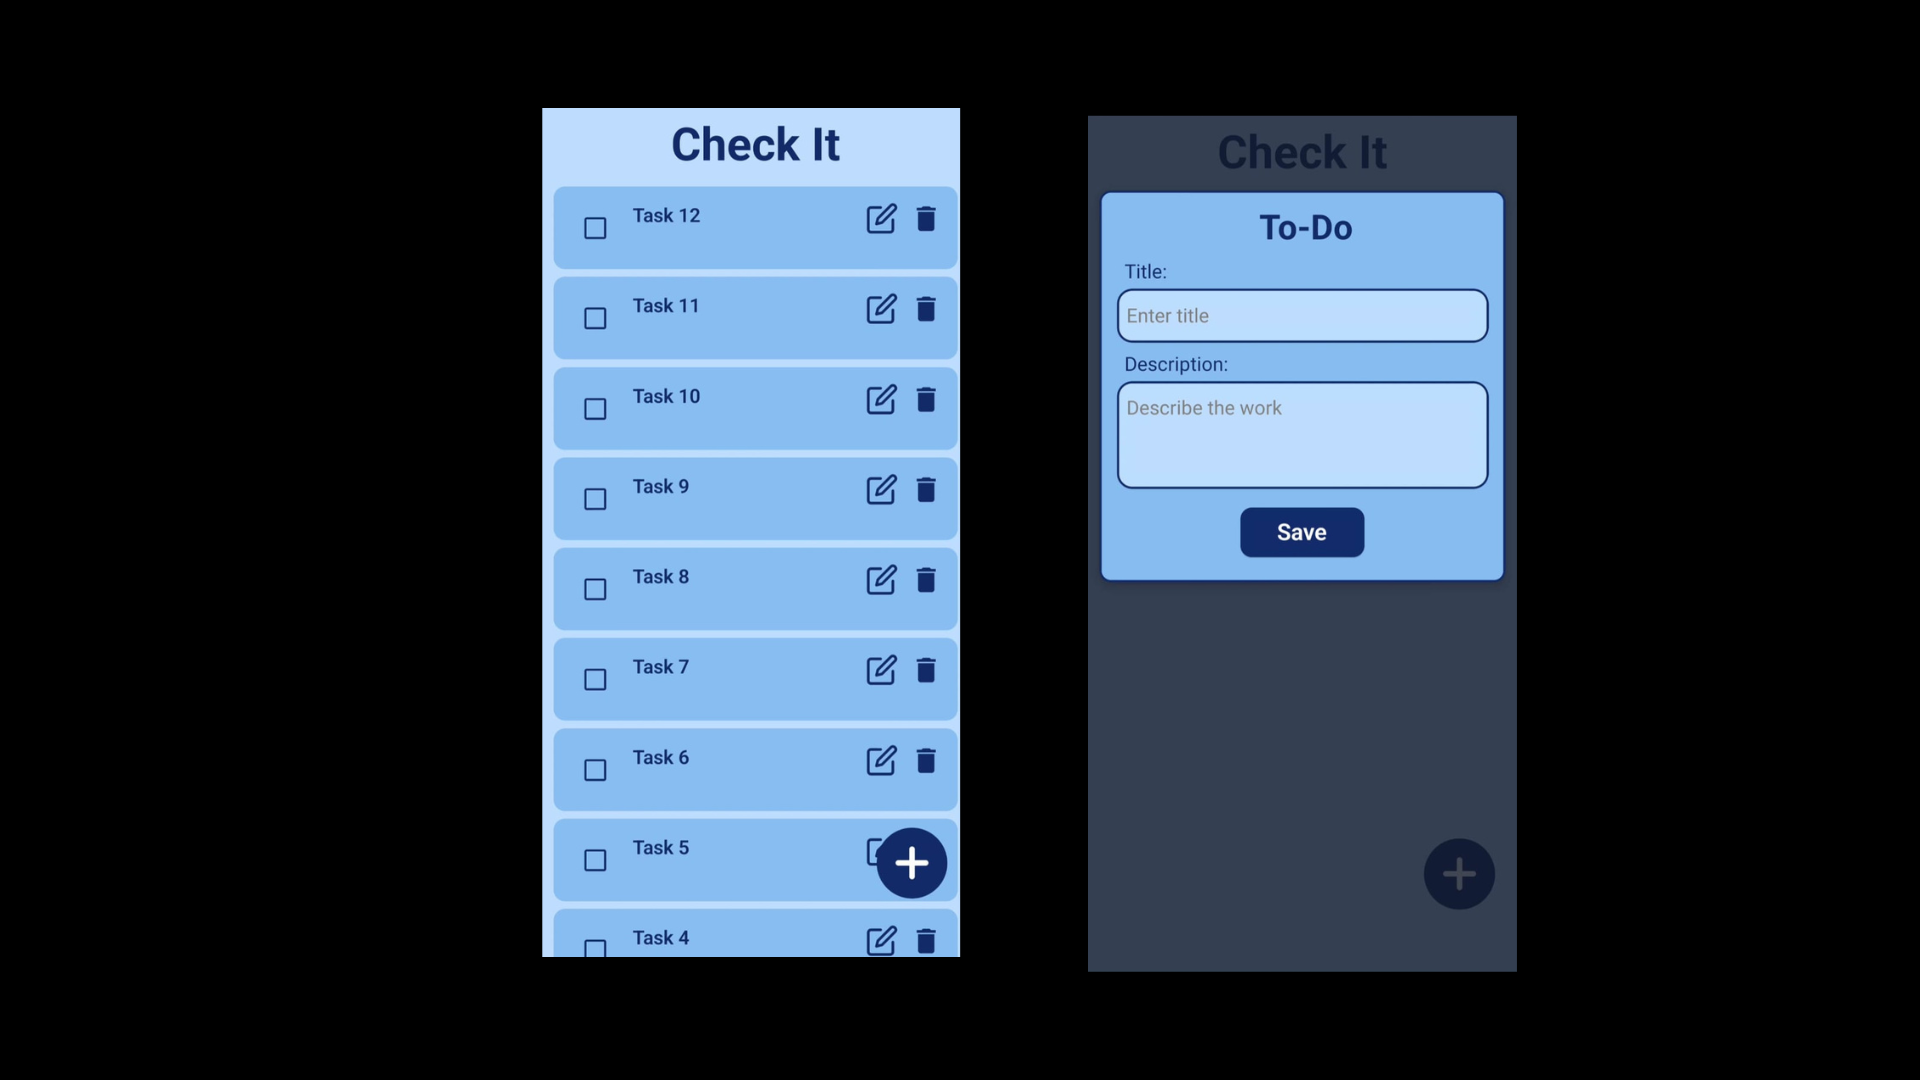 Check It
Task 12
Task 11
Task 10
Task 9
Task 8
Task 7
Task 6
Task 5
Task 4
Check It
To-Do
Title:
Enter title
Description:
Describe the work
Save